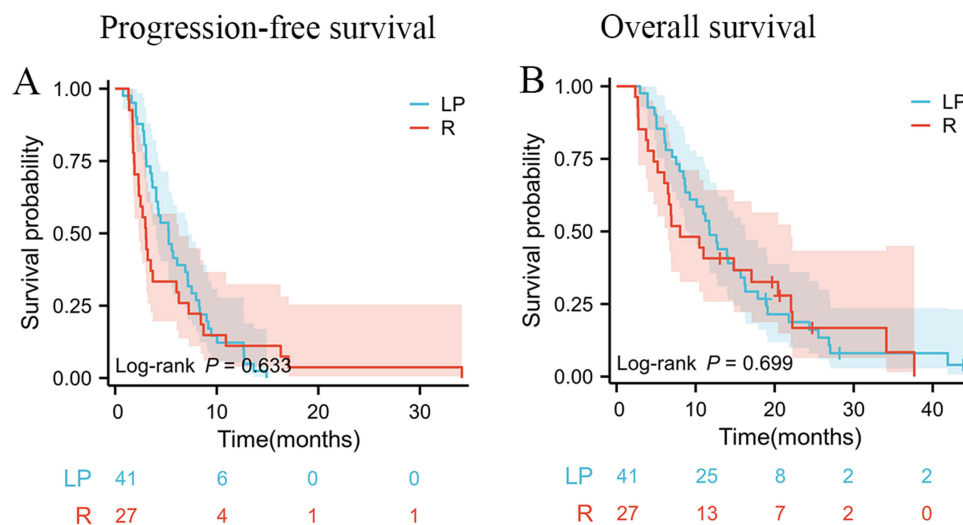 Progression-free survival
Overall survival
A
1.00
0.75
0.50
0.25
0.00
Survival probability
LP
R
Log-rank P = 0.633
0 10 20 30
Time(months)
LP 41 6 0 0
R 27 4 1 1
B
1.00
0.75
0.50
0.25
0.00
Survival probability
LP
R
Log-rank P = 0.699
0 10 20 30 40
Time(months)
LP 41 25 8 2 2
R 27 13 7 2 0